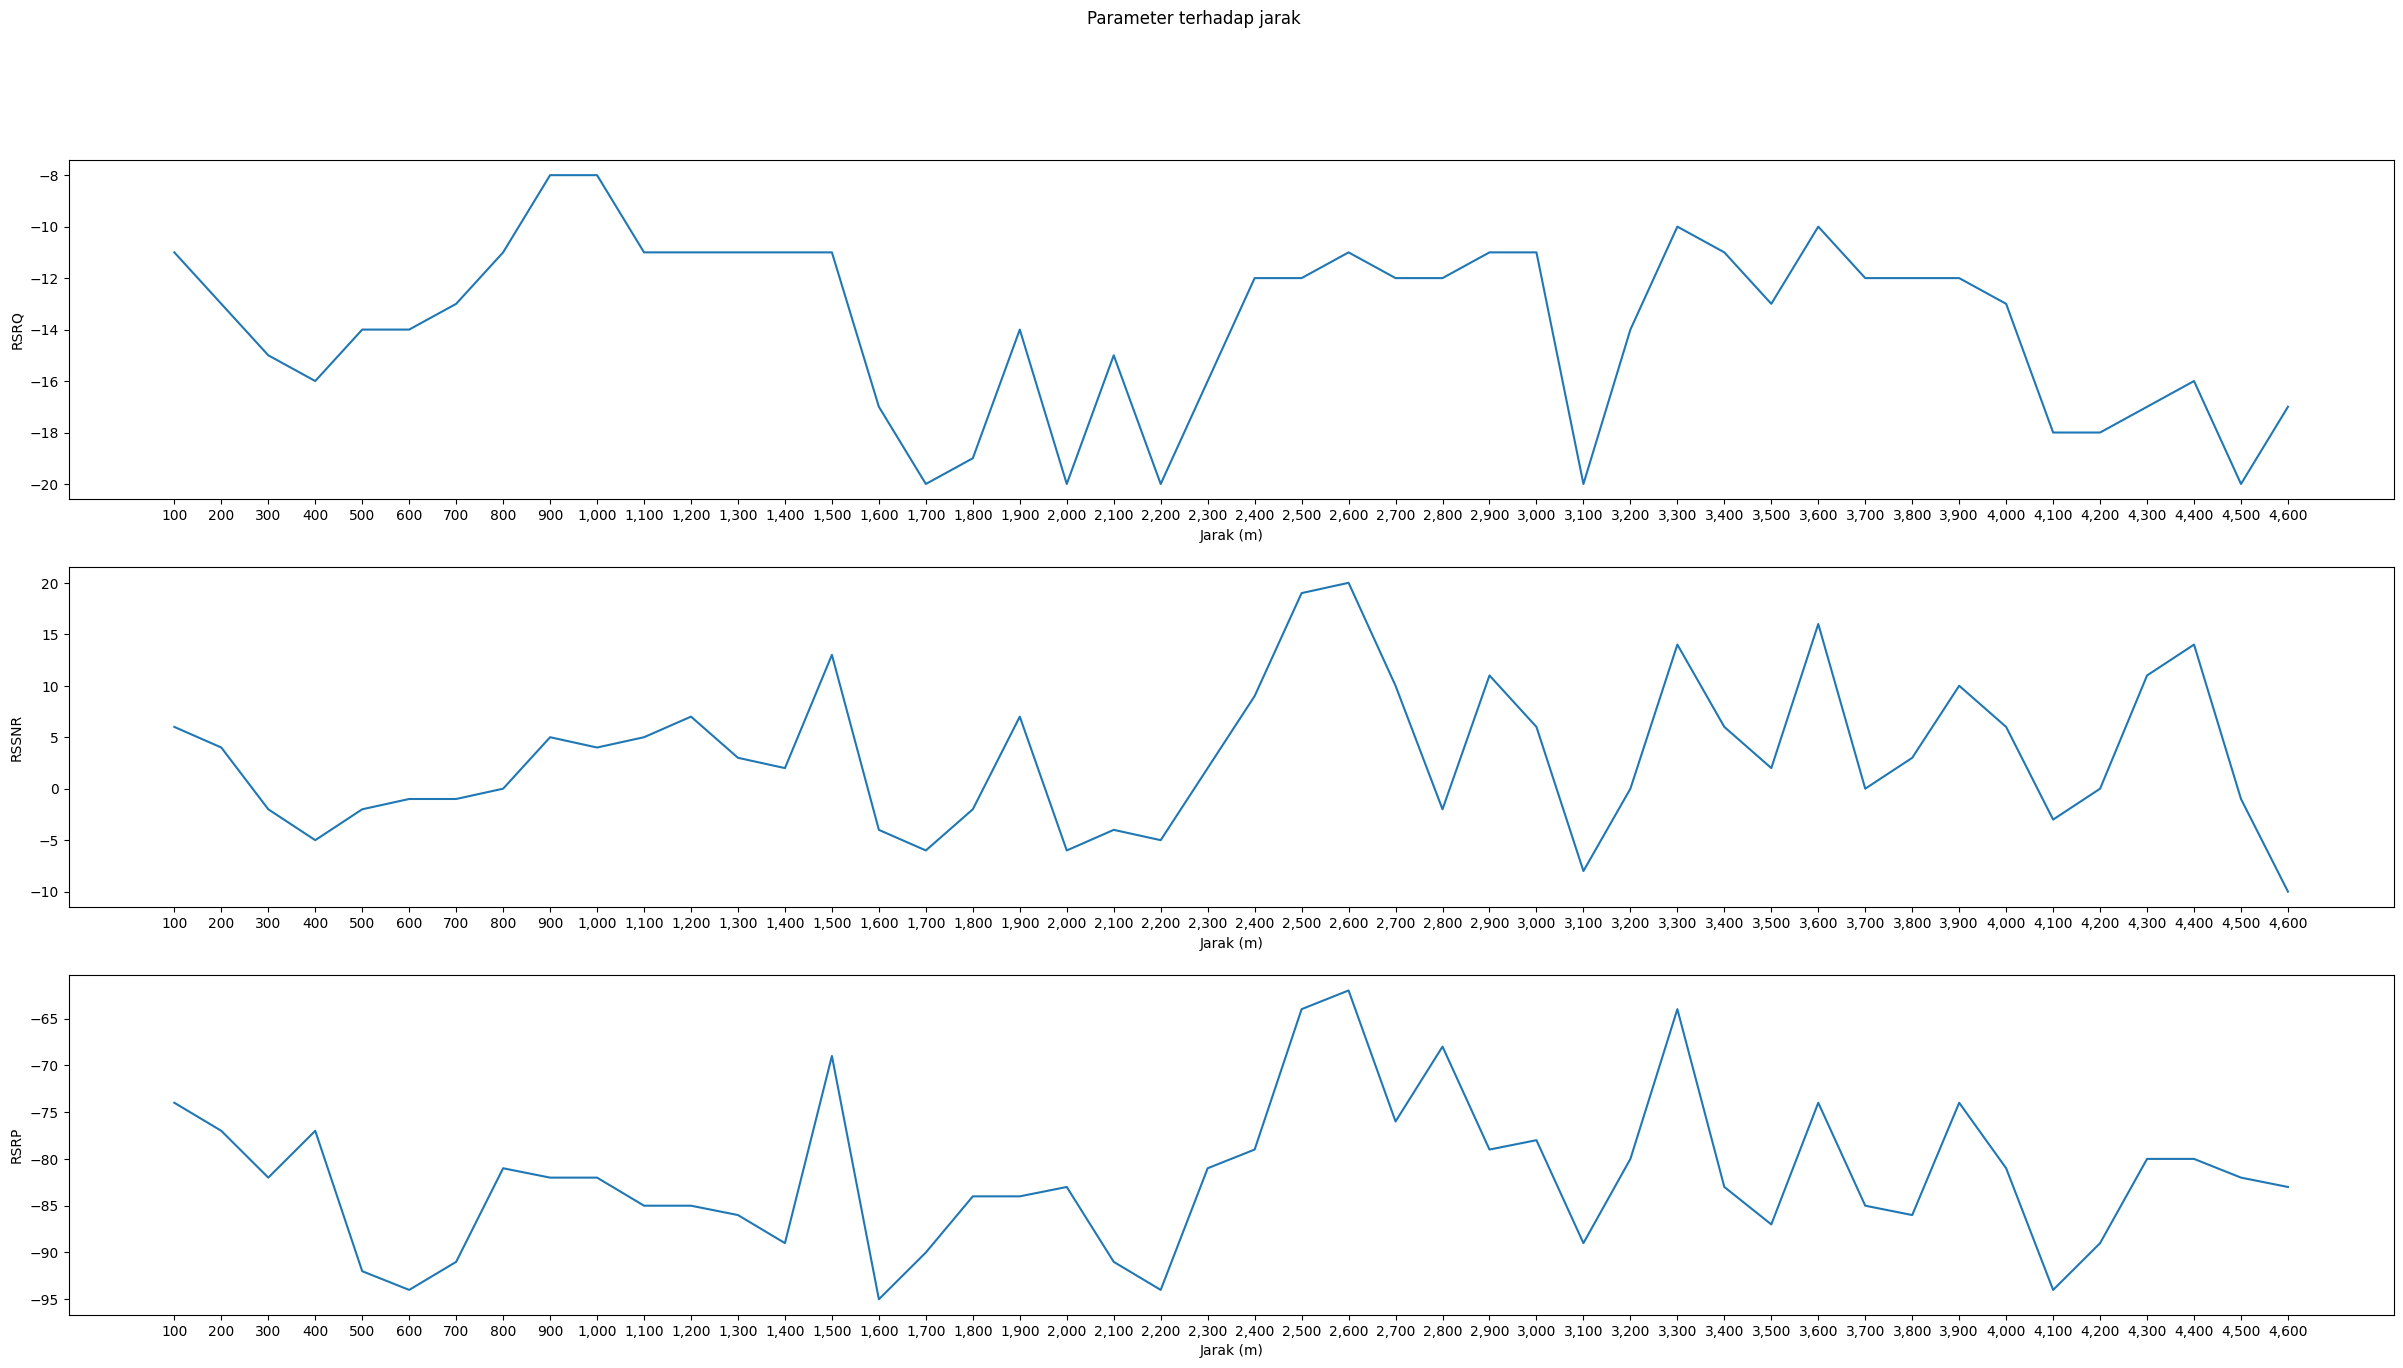 Parameter terhadap jarak
−8
−10
−12
−14
−16
−18
−20
RSRQ
100 200 300 400 500 600 700 800 900 1,000 1,100 1,200 1,300 1,400 1,500 1,600 1,700 1,800 1,900 2,000 2,100 2,200 2,300 2,400 2,500 2,600 2,700 2,800 2,900 3,000 3,100 3,200 3,300 3,400 3,500 3,600 3,700 3,800 3,900 4,000 4,100 4,200 4,300 4,400 4,500 4,600
Jarak (m)
20
15
10
5
0
−5
−10
RSSNR
100 200 300 400 500 600 700 800 900 1,000 1,100 1,200 1,300 1,400 1,500 1,600 1,700 1,800 1,900 2,000 2,100 2,200 2,300 2,400 2,500 2,600 2,700 2,800 2,900 3,000 3,100 3,200 3,300 3,400 3,500 3,600 3,700 3,800 3,900 4,000 4,100 4,200 4,300 4,400 4,500 4,600
Jarak (m)
−65
−70
−75
−80
−85
−90
−95
RSRP
100 200 300 400 500 600 700 800 900 1,000 1,100 1,200 1,300 1,400 1,500 1,600 1,700 1,800 1,900 2,000 2,100 2,200 2,300 2,400 2,500 2,600 2,700 2,800 2,900 3,000 3,100 3,200 3,300 3,400 3,500 3,600 3,700 3,800 3,900 4,000 4,100 4,200 4,300 4,400 4,500 4,600
Jarak (m)